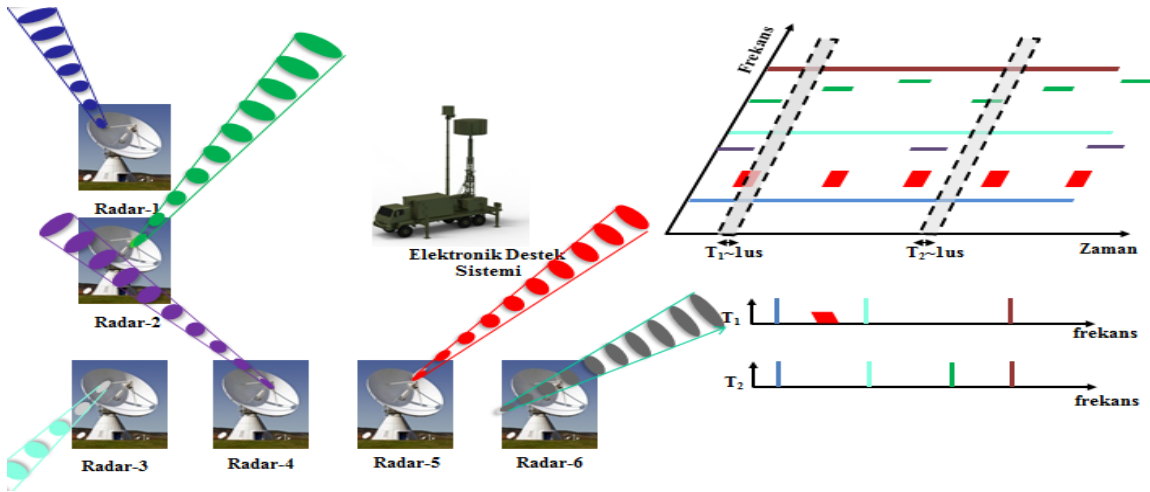 Radar-1
Radar-2
Radar-3
Radar-4
Radar-5
Radar-6
Elektronik Destek
Sistemi
Frekans
T₁~1us
T₂~1us
Zaman
T₁
frekans
T₂
frekans